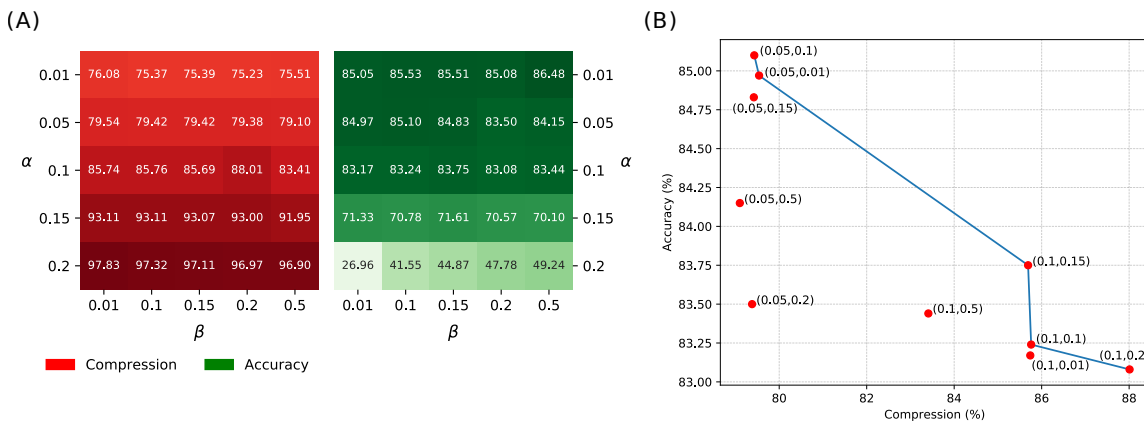 (A)
76.08 75.37 75.39 75.23 75.51
79.54 79.42 79.42 79.38 79.10
85.74 85.76 85.69 88.01 83.41
93.11 93.11 93.07 93.00 91.95
97.83 97.32 97.11 96.97 96.90
0.01
0.05
0.1
0.15
0.2
α
0.01 0.1 0.15 0.2 0.5
β
85.05 85.53 85.51 85.08 86.48
84.97 85.10 84.83 83.50 84.15
83.17 83.24 83.75 83.08 83.44
71.33 70.78 71.61 70.57 70.10
26.96 41.55 44.87 47.78 49.24
0.01
0.05
0.1
0.15
0.2
α
0.01 0.1 0.15 0.2 0.5
β
Compression Accuracy
(B)
Accuracy (%)
85.00
84.75
84.50
84.25
84.00
83.75
83.50
83.25
83.00
(0.05,0.1)
(0.05,0.01)
(0.05,0.15)
(0.05,0.5)
(0.1,0.15)
(0.05,0.2)
(0.1,0.5)
(0.1,0.1)
(0.1,0.01)
(0.1,0.2
80 82 84 86 88
Compression (%)